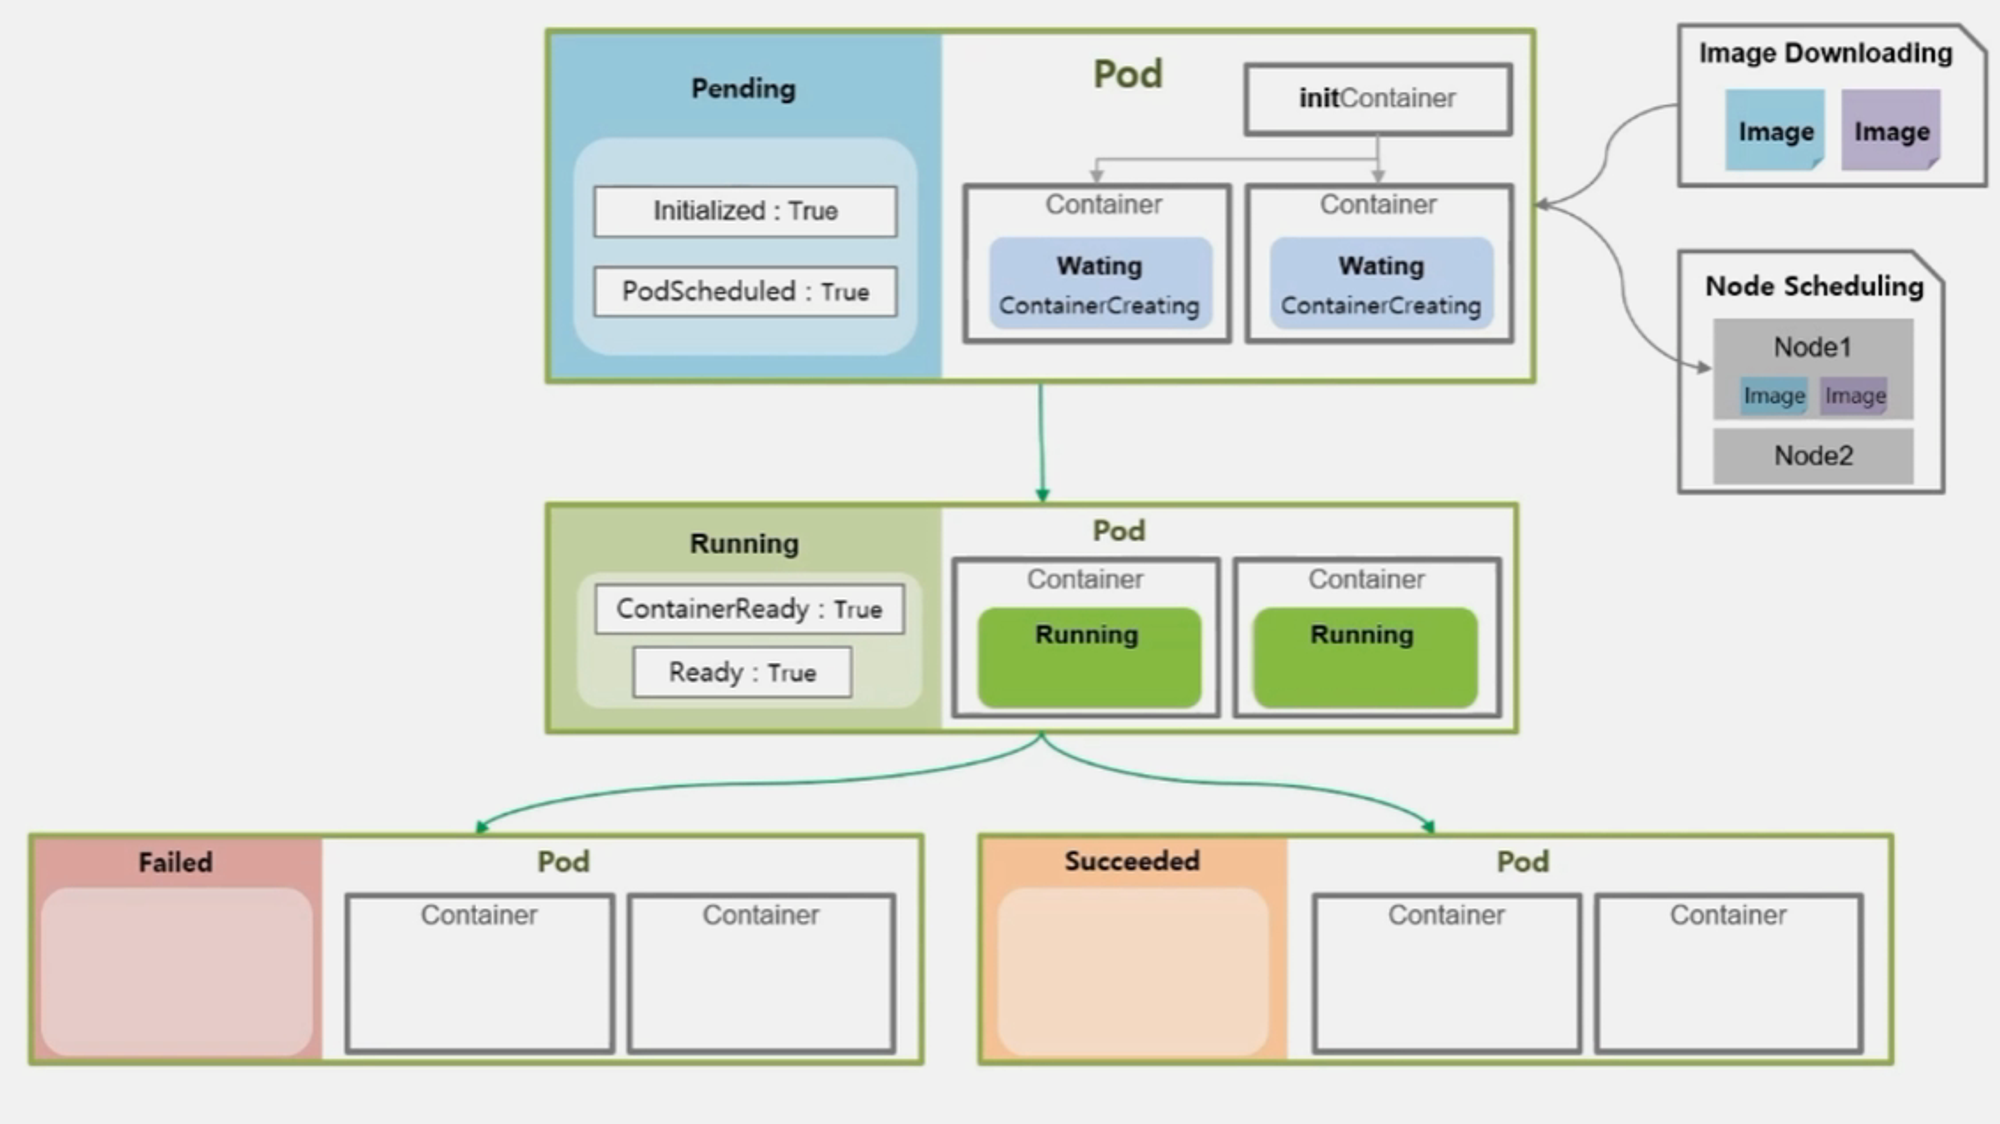 Pending
Initialized : True
PodScheduled : True
Pod
initContainer
Container
Wating
ContainerCreating
Container
Wating
ContainerCreating
Image Downloading
Image Image
Node Scheduling
Node1
Image Image
Node2
Running
ContainerReady : True
Ready : True
Pod
Container
Running
Container
Running
Failed
Pod
Container
Container
Succeeded
Pod
Container
Container